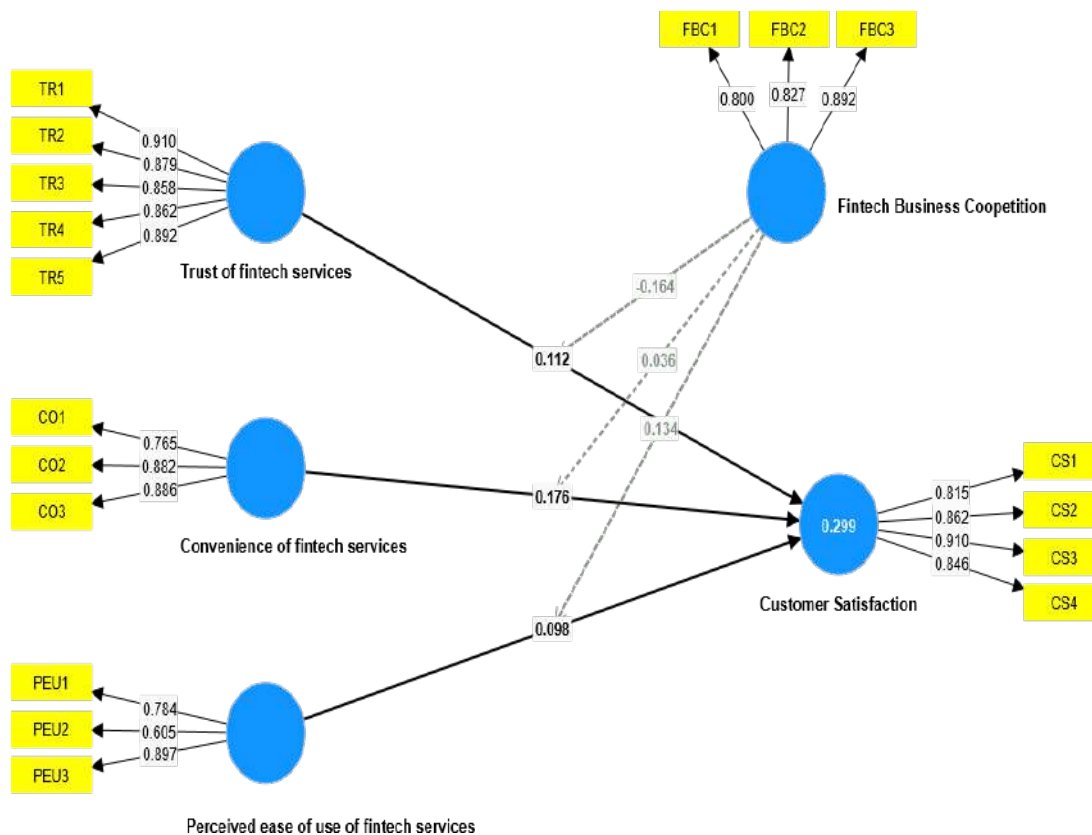 FBC1 FBC2 FBC3
0.800 0.827 0.892
Fintech Business Coopetition
TR1
TR2
TR3
TR4
TR5
0.910
0.879
0.858
0.862
0.892
Trust of fintech services
-0.164
0.036
0.134
0.112
CO1
CO2
CO3
0.765
0.882
0.886
Convenience of fintech services
0.176
0.299
Customer Satisfaction
0.815
0.862
0.910
0.846
CS1
CS2
CS3
CS4
0.098
PEU1
PEU2
PEU3
0.784
0.605
0.897
Perceived ease of use of fintech services